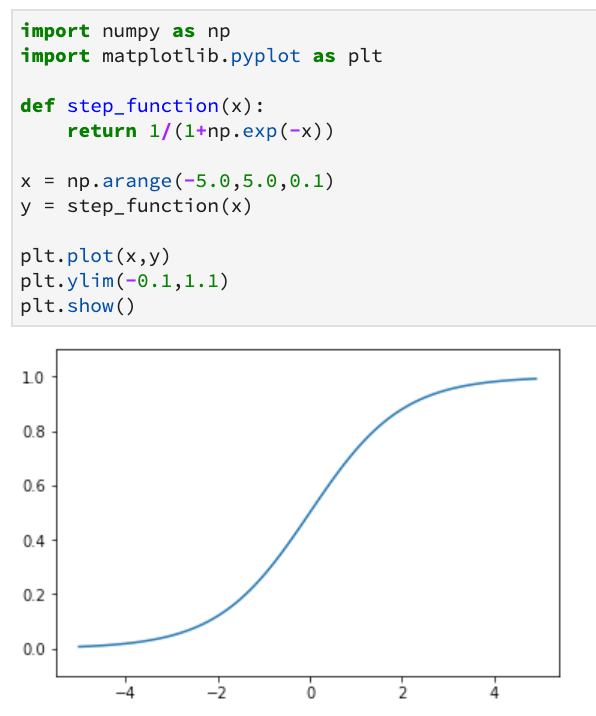 import numpy as np
import matplotlib.pyplot as plt

def step_function(x):
    return 1/(1+np.exp(-x))

x = np.arange(-5.0,5.0,0.1)
y = step_function(x)

plt.plot(x,y)
plt.ylim(-0.1,1.1)
plt.show()
1.0
0.8
0.6
0.4
0.2
0.0
−4 −2 0 2 4